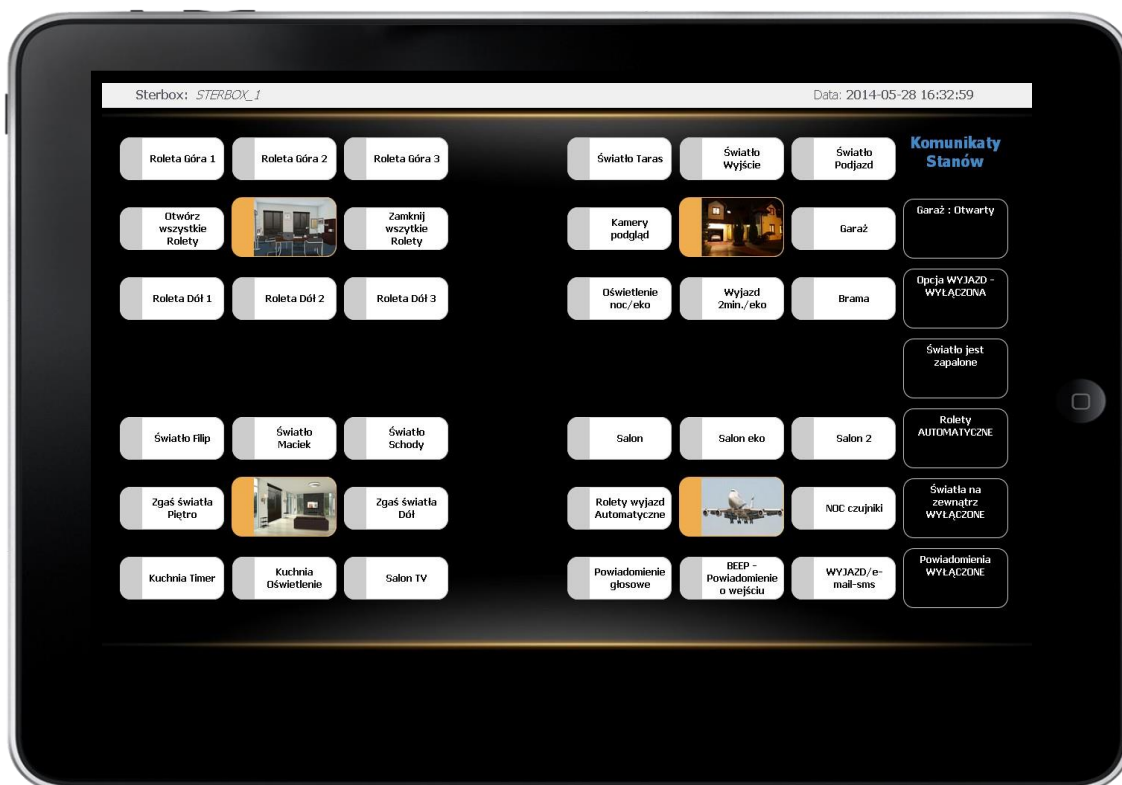 Sterbox: STERBOX_1
Data: 2014-05-28 16:32:59
Roleta Góra 1
Roleta Góra 2
Roleta Góra 3
Światło Taras
Światło
Wyjście
Światło
Podjazd
Komunikaty
Stanów
Otwórz
wszystkie
Rolety
Zamknij
wszytkie
Rolety
Kamery
podgląd
Garaż
Garaż : Otwarty
Roleta Dół 1
Roleta Dół 2
Roleta Dół 3
Oświetlenie
noc/eko
Wyjazd
2min./eko
Brama
Opcja WYJAZD -
WYŁĄCZONA
Światło jest
zapalone
Światło Filip
Światło
Maciek
Światło
Schody
Salon
Salon eko
Salon 2
Rolety
AUTOMATYCZNE
Zgaś światła
Piętro
Zgaś światła
Dół
Rolety wyjazd
Automatyczne
NOC czujniki
Światła na
zewnątrz
WYŁĄCZONE
Kuchnia Timer
Kuchnia
Oświetlenie
Salon TV
Powiadomienie
głosowe
BEEP -
Powiadomienie
o wejściu
WYJAZD/e-
mail-sms
Powiadomienia
WYŁĄCZONE